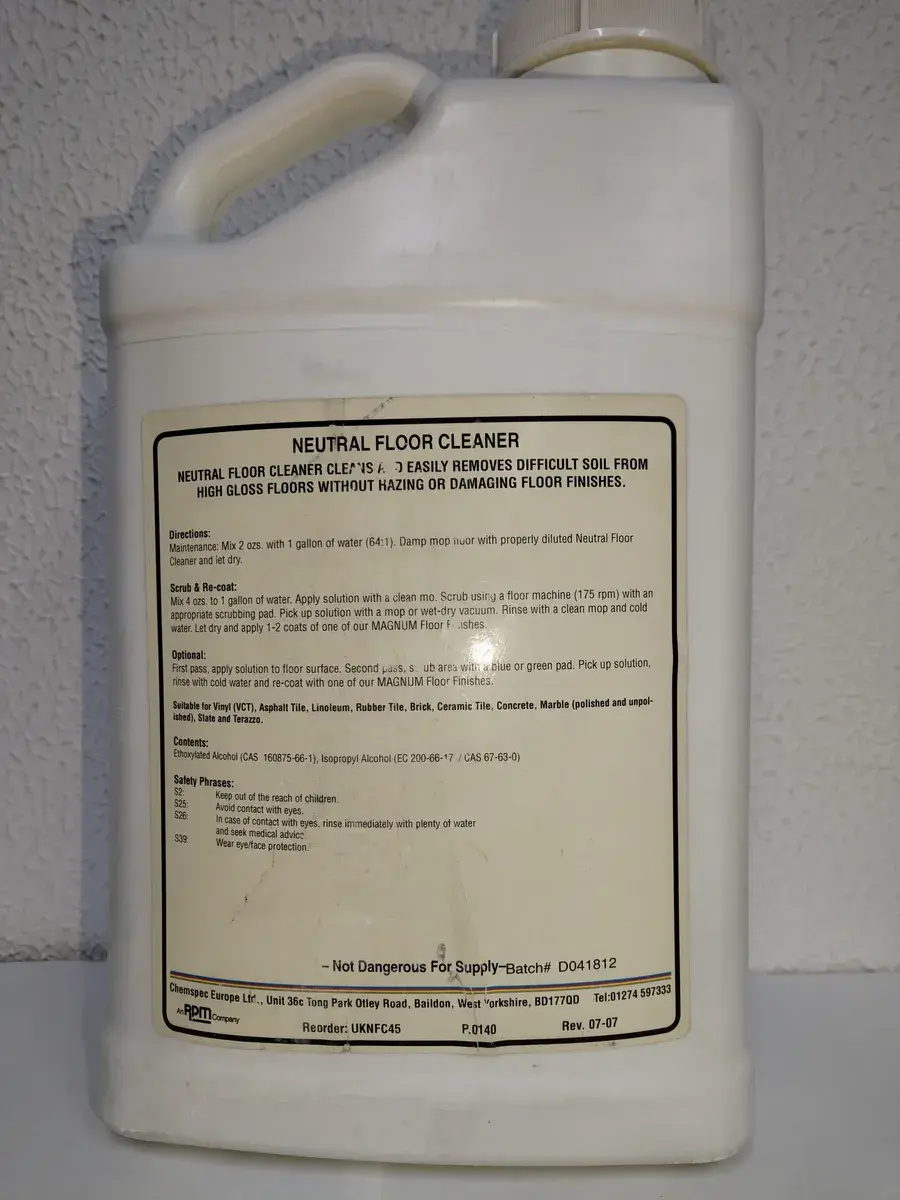 NEUTRAL FLOOR CLEANER
NEUTRAL FLOOR CLEANER EASILY REMOVES DIFFICULT SOIL FROM
HIGH GLOSS FLOORS WITHOUT HAZING OR DAMAGING FLOOR FINISHES.
Directions:
Maintenance: Mix 2 ozs. with 1 gallon of water (64:1). Damp mop floor with properly diluted Neutral Floor
Cleaner and let dry.
Scrub & Re-coat:
Mix 4 ozs. to 1 gallon of water. Apply solution with a clean mo. Scrub using a floor machine (175 rpm) with an
appropriate scrubbing pad. Pick up solution with a mop or wet-dry vacuum. Rinse with a clean mop and cold
water. Let dry and apply 1-2 coats of one of our MAGNUM Floor
Optional:
First pass, apply solution to floor surface. Second pass, area with a blue or green pad. Pick up solution,
rinse with cold water and re-coat with one of our MAGNUM Floor Finishes.
Suitable for Vinyl (VCT), Asphalt Tile, Linoleum, Rubber Tile, Brick, Ceramic Tile, Concrete, Marble (polished and unpol-
ished), Slate and Terazzo.
Contents:
Ethoxylated Alcohol (CAS 160875-66-1), Isopropyl Alcohol (EC 200-66-17 / CAS 67-63-0)
Safety Phrases:
S2: Keep out of the reach of children.
S25: Avoid contact with eyes.
S26: In case of contact with eyes, rinse immediately with plenty of water
and seek medical advice.
S39: Wear eye/face protection.
– Not Dangerous For Supply– Batch# D041812
Chemspec Europe Ltd., Unit 36c Tong Park Otley Road, Baildon, West Yorkshire, BD177QD Tel:01274 597333
An RPM Company
Reorder: UKNFC45 P.0140 Rev. 07-07